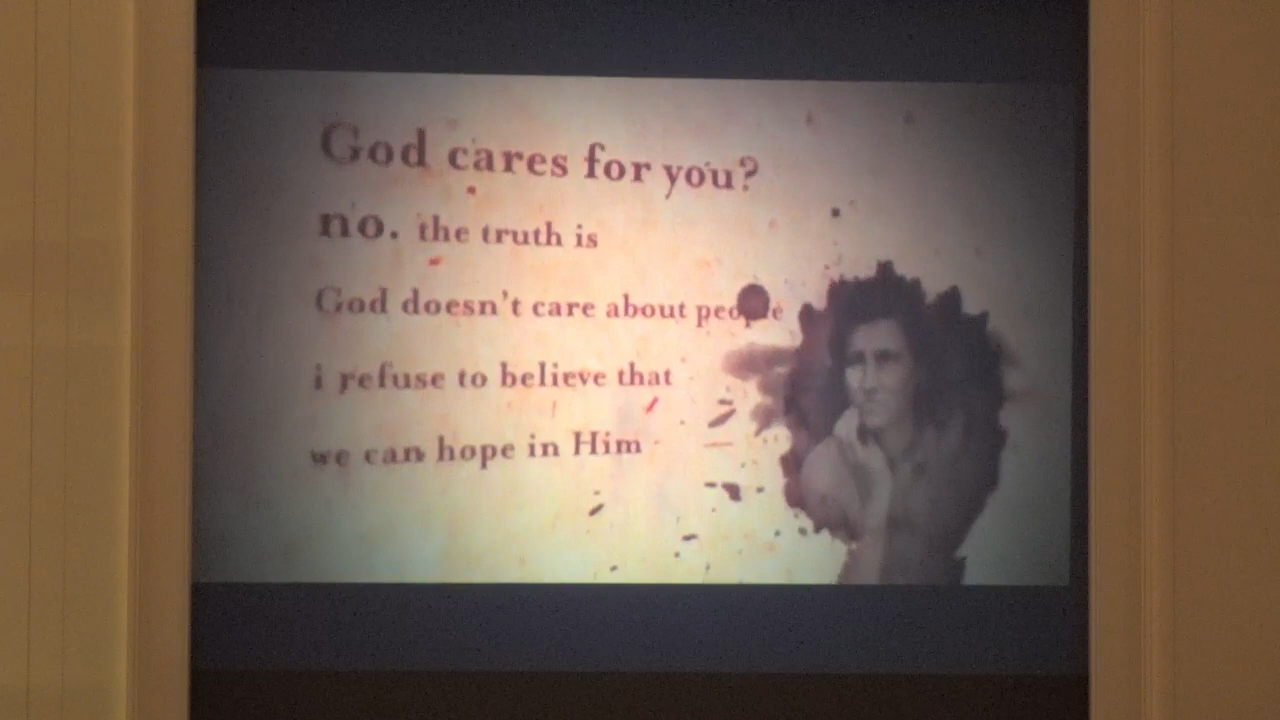 God cares for you?
no. the truth is
God doesn't care about people
i refuse to believe that
we can hope in Him